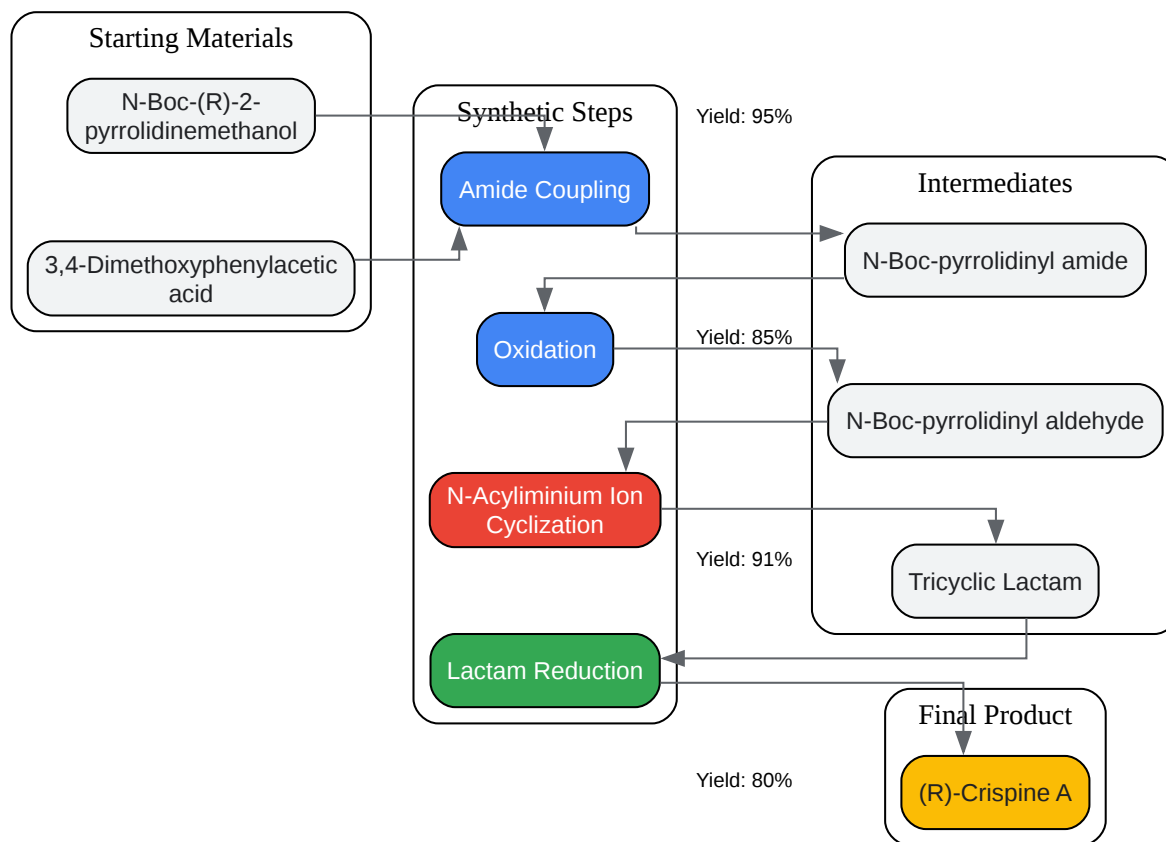 Starting Materials
N-Boc-(R)-2-
pyrrolidinemethanol
3,4-Dimethoxyphenylacetic
acid
Synthetic Steps
Yield: 95%
Amide Coupling
Intermediates
N-Boc-pyrrolidinyl amide
Oxidation
Yield: 85%
N-Boc-pyrrolidinyl aldehyde
N-Acyliminium Ion
Cyclization
Yield: 91%
Tricyclic Lactam
Lactam Reduction
Final Product
Yield: 80%
(R)-Crispine A